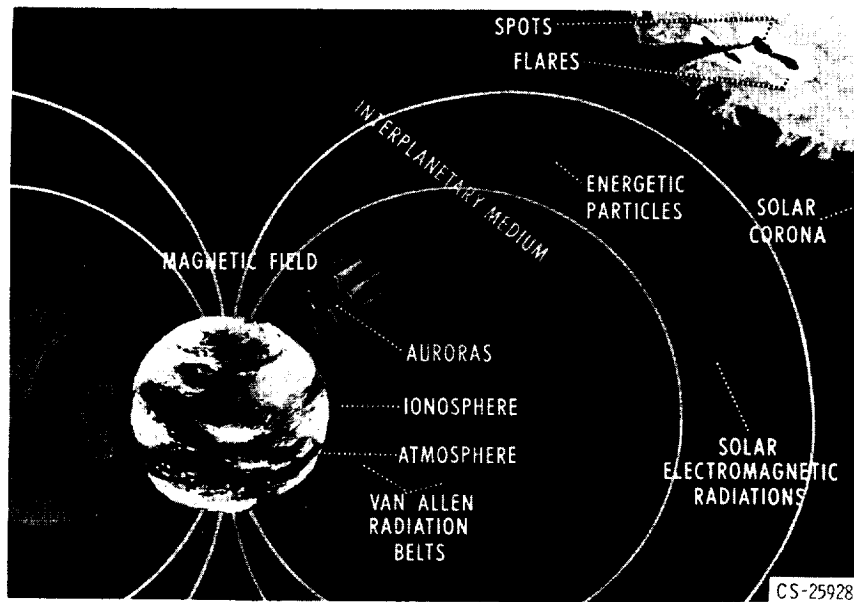 SPOTS
FLARES
INTERPLANETARY MEDIUM
ENERGETIC
PARTICLES
SOLAR
CORONA
MAGNETIC FIELD
AURORAS
IONOSPHERE
ATMOSPHERE
VAN ALLEN
RADIATION
BELTS
SOLAR
ELECTROMAGNETIC
RADIATIONS
CS-25928